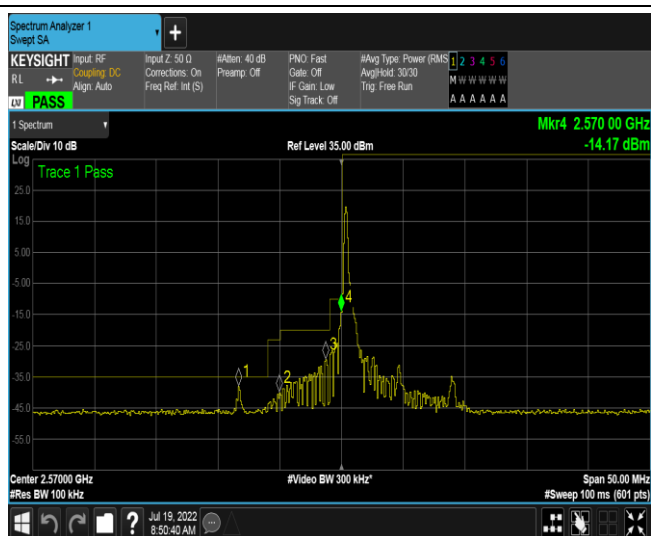 Spectrum Analyzer 1
Swept SA
+
KEYSIGHT
RL
LXI PASS
Input: RF
Coupling: DC
Align: Auto
Input Z: 50 Ω
Corrections: On
Freq Ref: Int (S)
#Atten: 40 dB
Preamp: Off
PNO: Fast
Gate: Off
IF Gain: Low
Sig Track: Off
#Avg Type: Power (RMS
Avg|Hold: 30/30
Trig: Free Run
1 2 3 4 5 6
M W W W W W
A A A A A A
1 Spectrum
Mkr4 2.570 00 GHz
Scale/Div 10 dB
Ref Level 35.00 dBm
-14.17 dBm
Log
Trace 1 Pass
25.0
15.0
5.00
-5.00
-15.0
-25.0
-35.0
-45.0
-55.0
1
2
3
4
Center 2.57000 GHz
#Video BW 300 kHz*
Span 50.00 MHz
#Res BW 100 kHz
#Sweep 100 ms (601 pts)
?
Jul 19, 2022
8:50:40 AM